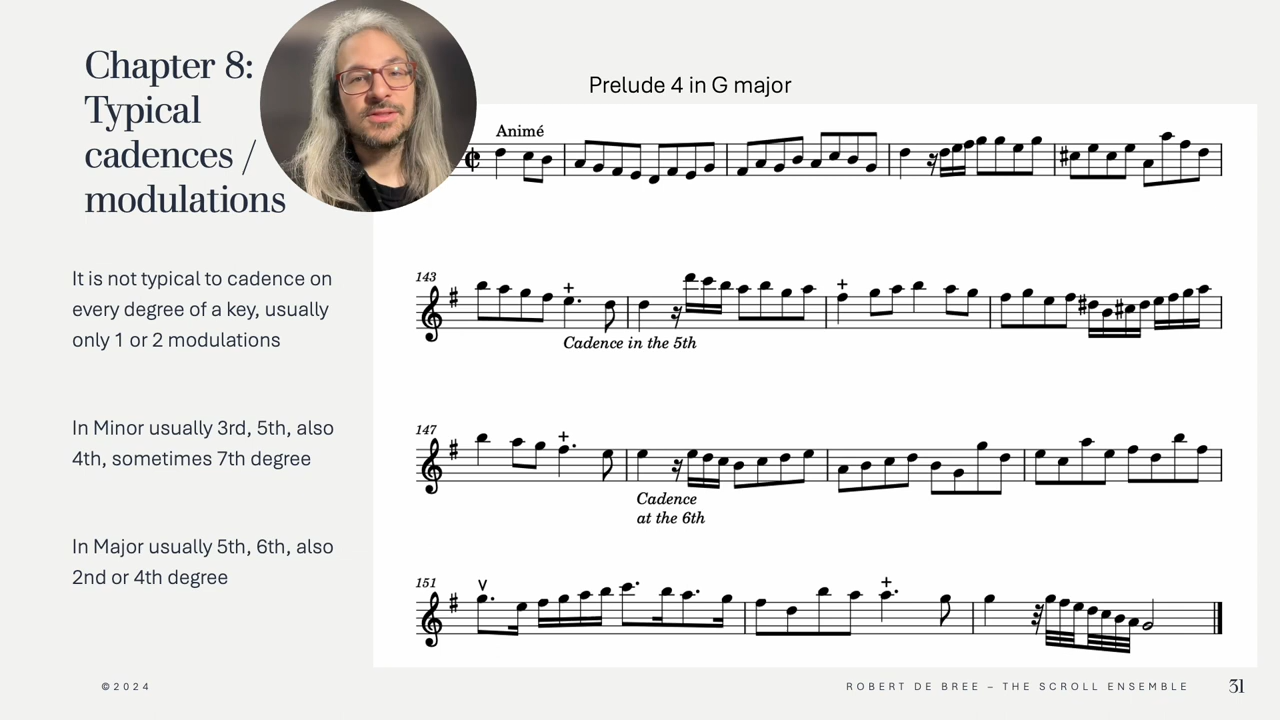 Chapter 8:
Typical
cadences /
modulations
It is not typical to cadence on
every degree of a key, usually
only 1 or 2 modulations
In Minor usually 3rd, 5th, also
4th, sometimes 7th degree
In Major usually 5th, 6th, also
2nd or 4th degree
Prelude 4 in G major
Animé
143
Cadence in the 5th
147
Cadence
at the 6th
151
©2024
ROBERT DE BREE – THE SCROLL ENSEMBLE
31